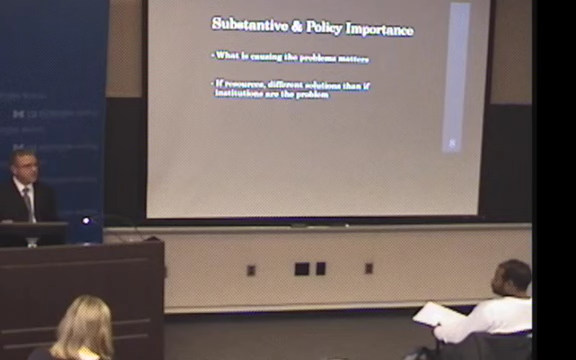 Substantive & Policy Importance
- What is causing the problems matters
- If resources, different solutions than if
institutions are the problem